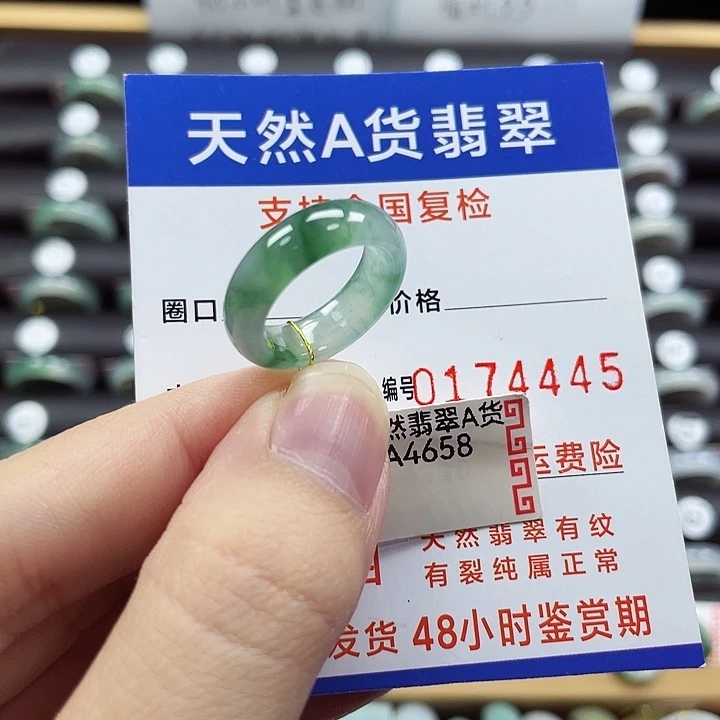 天然A货翡翠
支持全国复检
圈口
价格
编号0174445
然翡翠A货
A4658
运费险
天然翡翠有纹
有裂纯属正常
发货 48小时鉴赏期